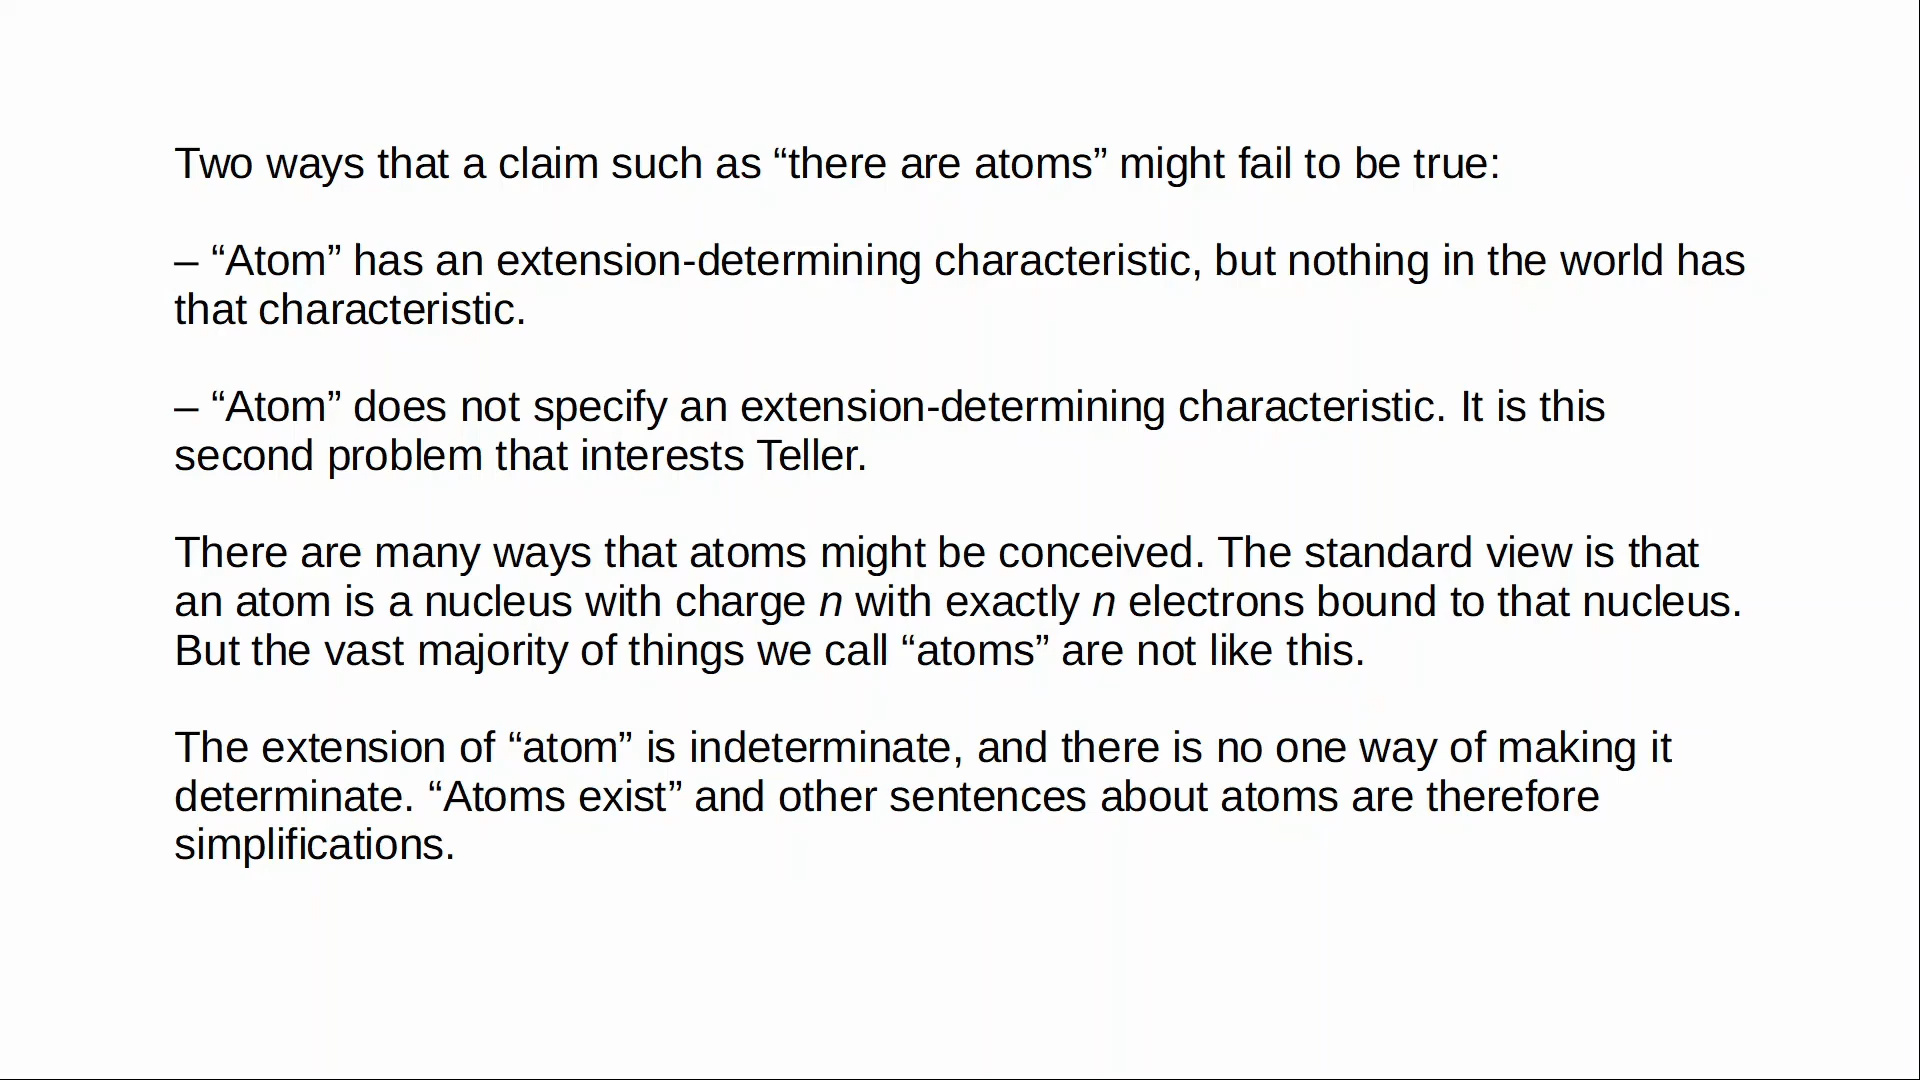 Two ways that a claim such as “there are atoms” might fail to be true:
– “Atom” has an extension-determining characteristic, but nothing in the world has
that characteristic.
– “Atom” does not specify an extension-determining characteristic. It is this
second problem that interests Teller.
There are many ways that atoms might be conceived. The standard view is that
an atom is a nucleus with charge n with exactly n electrons bound to that nucleus.
But the vast majority of things we call “atoms” are not like this.
The extension of “atom” is indeterminate, and there is no one way of making it
determinate. “Atoms exist” and other sentences about atoms are therefore
simplifications.